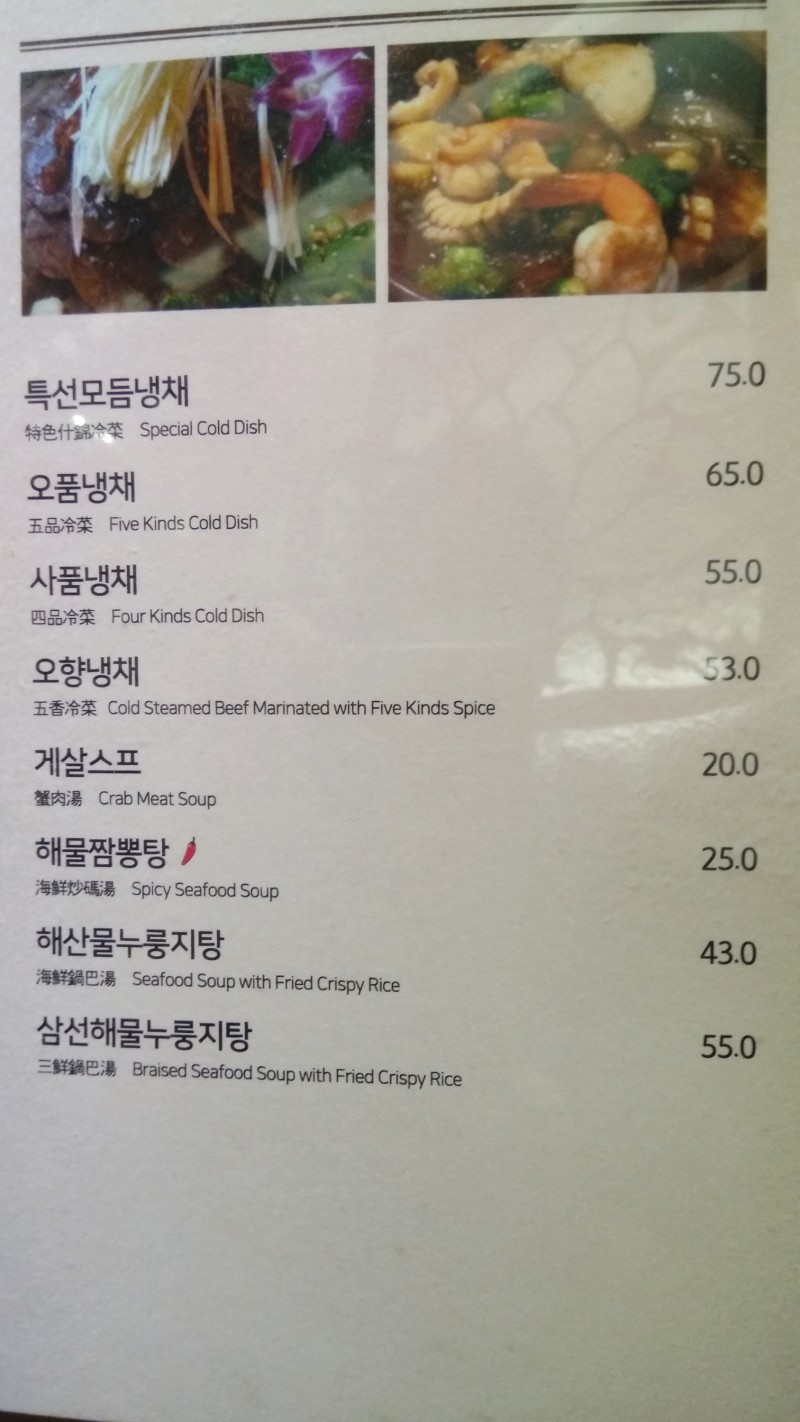 특선모듬냉채 75.0
特色什錦冷菜 Special Cold Dish
오품냉채 65.0
五品冷菜 Five Kinds Cold Dish
사품냉채 55.0
四品冷菜 Four Kinds Cold Dish
오향냉채 53.0
五香冷菜 Cold Steamed Beef Marinated with Five Kinds Spice
게살스프 20.0
蟹肉湯 Crab Meat Soup
해물짬뽕탕 25.0
海鮮炒碼湯 Spicy Seafood Soup
해산물누룽지탕 43.0
海鮮鍋巴湯 Seafood Soup with Fried Crispy Rice
삼선해물누룽지탕 55.0
三鮮鍋巴湯 Braised Seafood Soup with Fried Crispy Rice